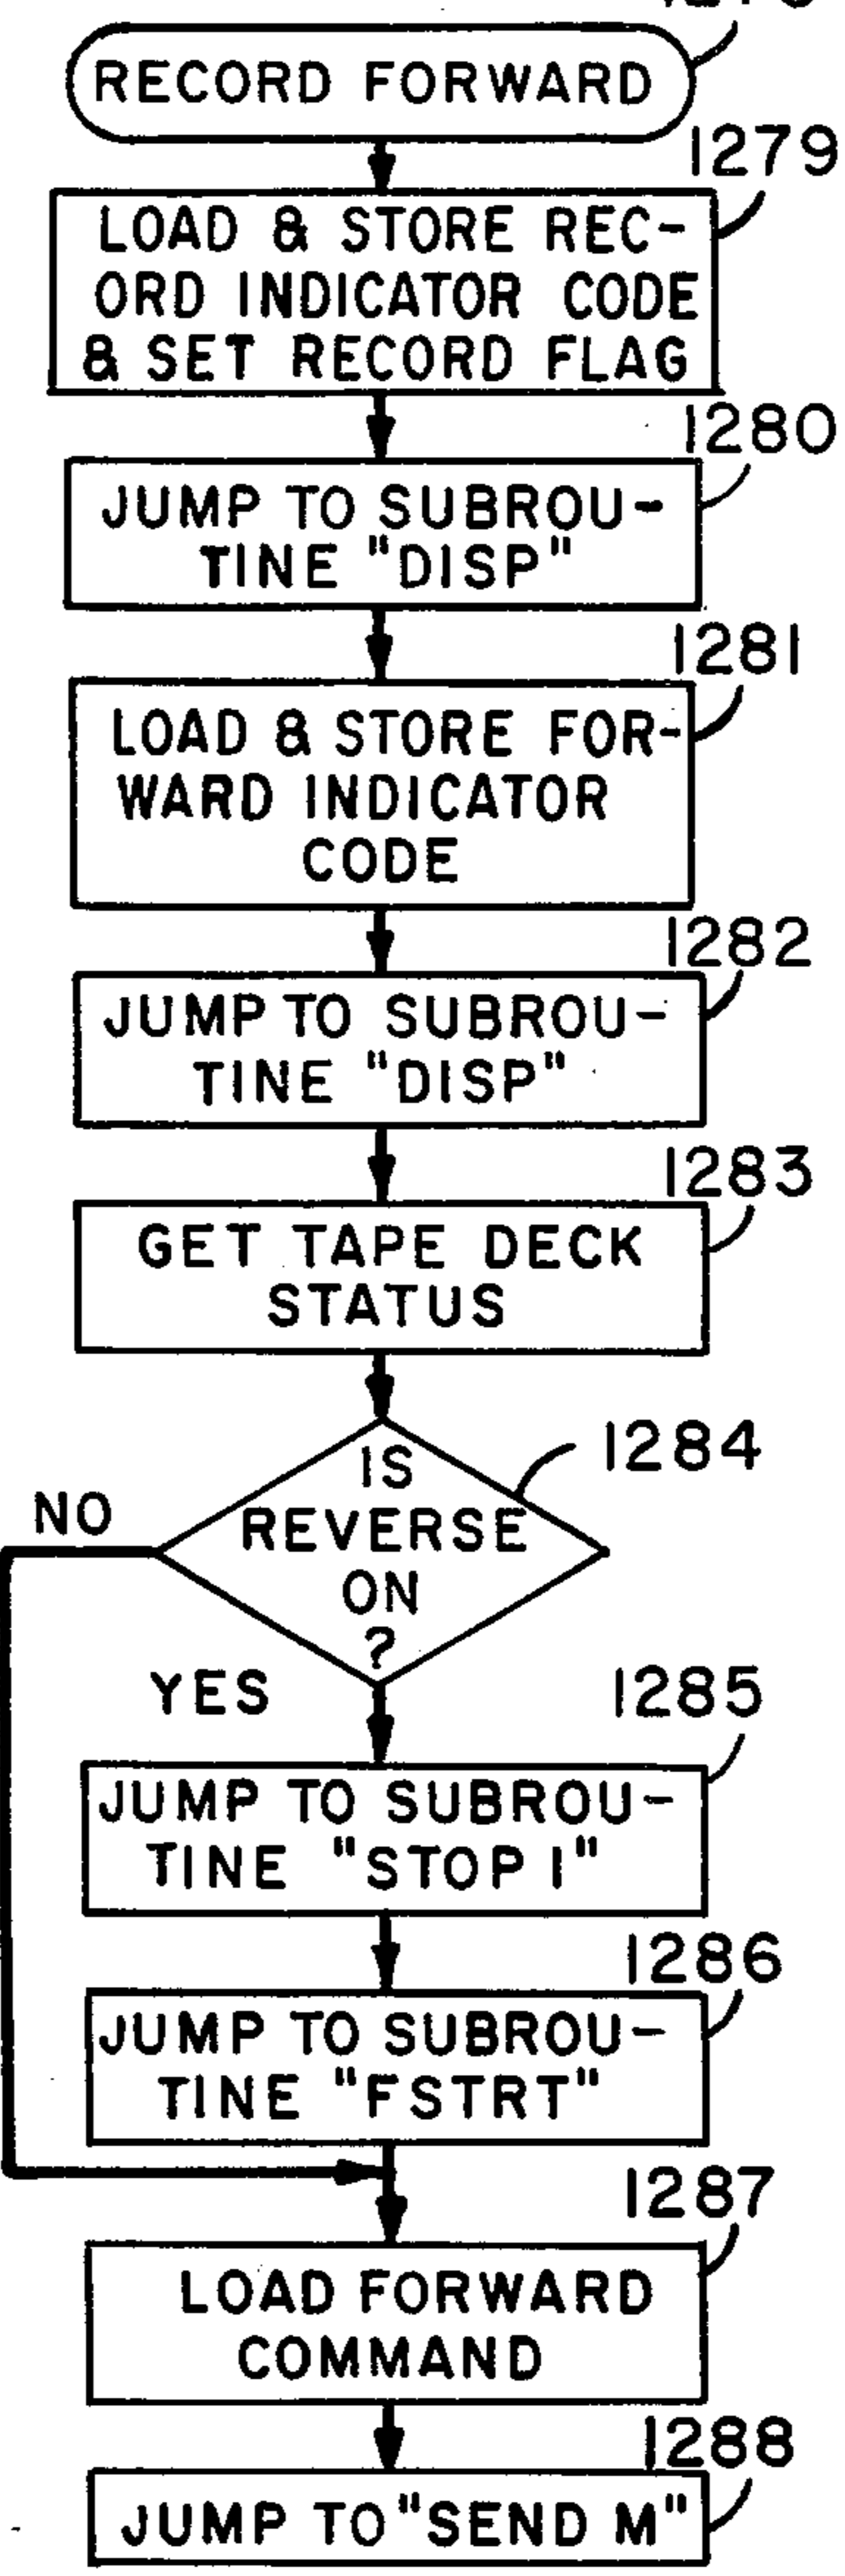 RECORD FORWARD
1279
LOAD & STORE REC-
ORD INDICATOR CODE
& SET RECORD FLAG
1280
JUMP TO SUBROU-
TINE "DISP"
1281
LOAD & STORE FOR-
WARD INDICATOR
CODE
1282
JUMP TO SUBROU-
TINE "DISP"
1283
GET TAPE DECK
STATUS
1284
IS
REVERSE
ON
?
NO
YES
1285
JUMP TO SUBROU-
TINE "STOP 1"
1286
JUMP TO SUBROU-
TINE "FSTRT"
1287
LOAD FORWARD
COMMAND
1288
JUMP TO "SEND M"